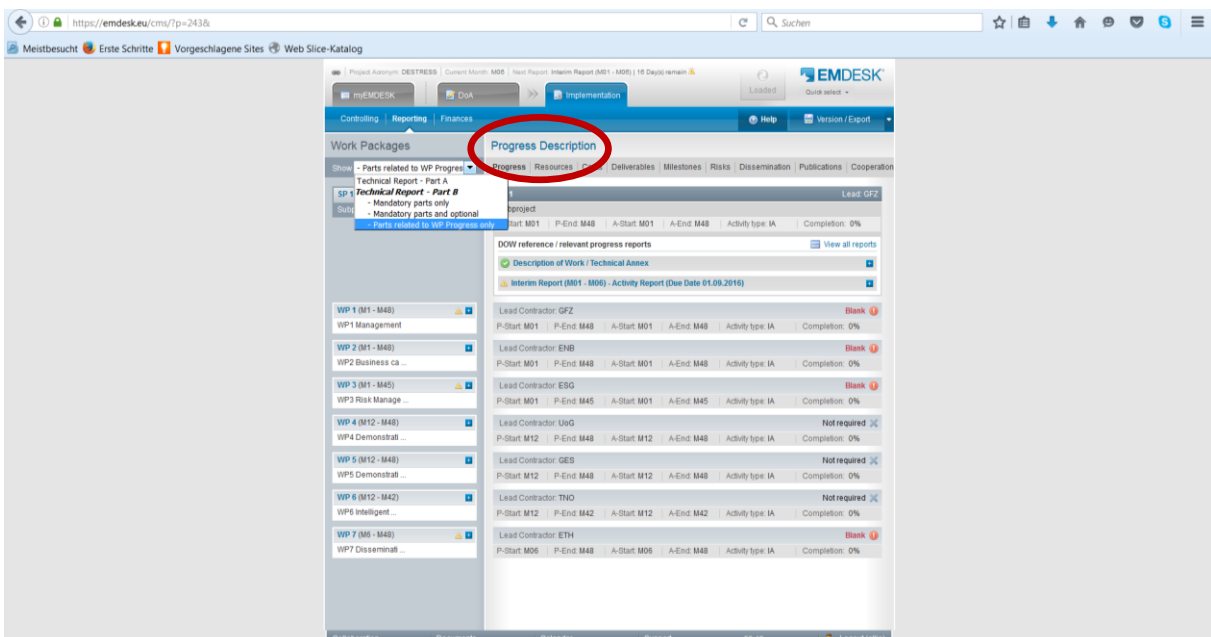 https://emdesk.eu/cms/?p=243&
Suchen
Meistbesucht Erste Schritte Vorgeschlagene Sites Web Slice-Katalog
Project Acronym: DESTRESS | Current Month: M06 | Next Report: Interim Report (M01 - M06) | 16 Day(s) remain
myEMDESK DoA Implementation Loaded
EMDESK
Quick select
Controlling Reporting Finances Help Version / Export
Work Packages Progress Description
Show - Parts related to WP Progres
Progress Resources Deliverables Milestones Risks Dissemination Publications Cooperation
Technical Report - Part A
Technical Report - Part B
- Mandatory parts only
- Mandatory parts and optional
- Parts related to WP Progress only
SP 1 Lead: GFZ
P-End: M48 A-Start: M01 A-End: M48 Activity type: IA Completion: 0%
DOW reference / relevant progress reports View all reports
Description of Work / Technical Annex
Interim Report (M01 - M06) - Activity Report (Due Date 01.09.2016)
WP 1 (M1 - M48) Lead Contractor: GFZ Blank
WP1 Management P-Start: M01 P-End: M48 A-Start: M01 A-End: M48 Activity type: IA Completion: 0%
WP 2 (M1 - M48) Lead Contractor: ENB Blank
WP2 Business ca ... P-Start: M01 P-End: M48 A-Start: M01 A-End: M48 Activity type: IA Completion: 0%
WP 3 (M1 - M45) Lead Contractor: ESG Blank
WP3 Risk Manage ... P-Start: M01 P-End: M45 A-Start: M01 A-End: M45 Activity type: IA Completion: 0%
WP 4 (M12 - M48) Lead Contractor: UoG Not required
WP4 Demonstrati ... P-Start: M12 P-End: M48 A-Start: M12 A-End: M48 Activity type: IA Completion: 0%
WP 5 (M12 - M48) Lead Contractor: GES Not required
WP5 Demonstrati ... P-Start: M12 P-End: M48 A-Start: M12 A-End: M48 Activity type: IA Completion: 0%
WP 6 (M12 - M42) Lead Contractor: TNO Not required
WP6 Intelligent ... P-Start: M12 P-End: M42 A-Start: M12 A-End: M42 Activity type: IA Completion: 0%
WP 7 (M6 - M48) Lead Contractor: ETH Blank
WP7 Disseminati ... P-Start: M06 P-End: M48 A-Start: M06 A-End: M48 Activity type: IA Completion: 0%